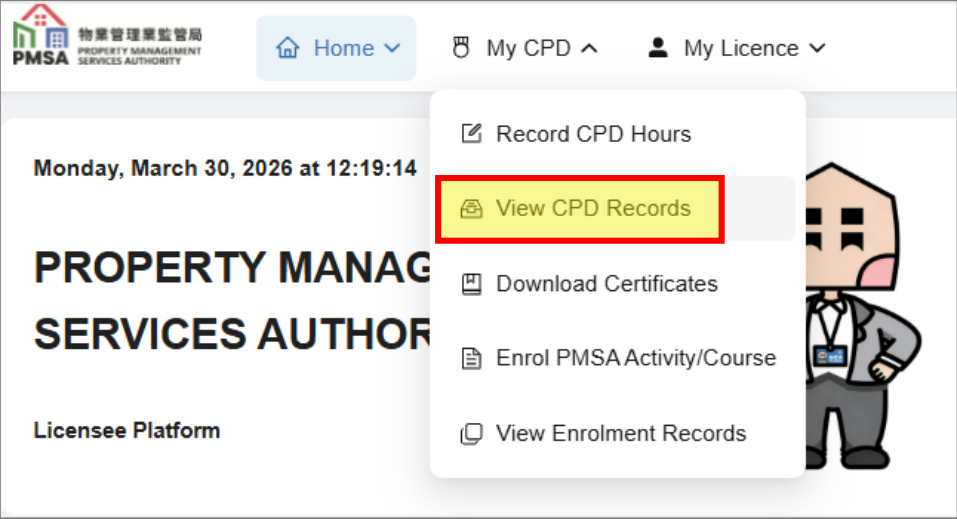 物業管理業監管局
PMSA PROPERTY MANAGEMENT
SERVICES AUTHORITY
Home
My CPD
My Licence
Record CPD Hours
Monday, March 30, 2026 at 12:19:14
View CPD Records
PROPERTY MANAG
Download Certificates
SERVICES AUTHOR
Enrol PMSA Activity/Course
Licensee Platform
View Enrolment Records